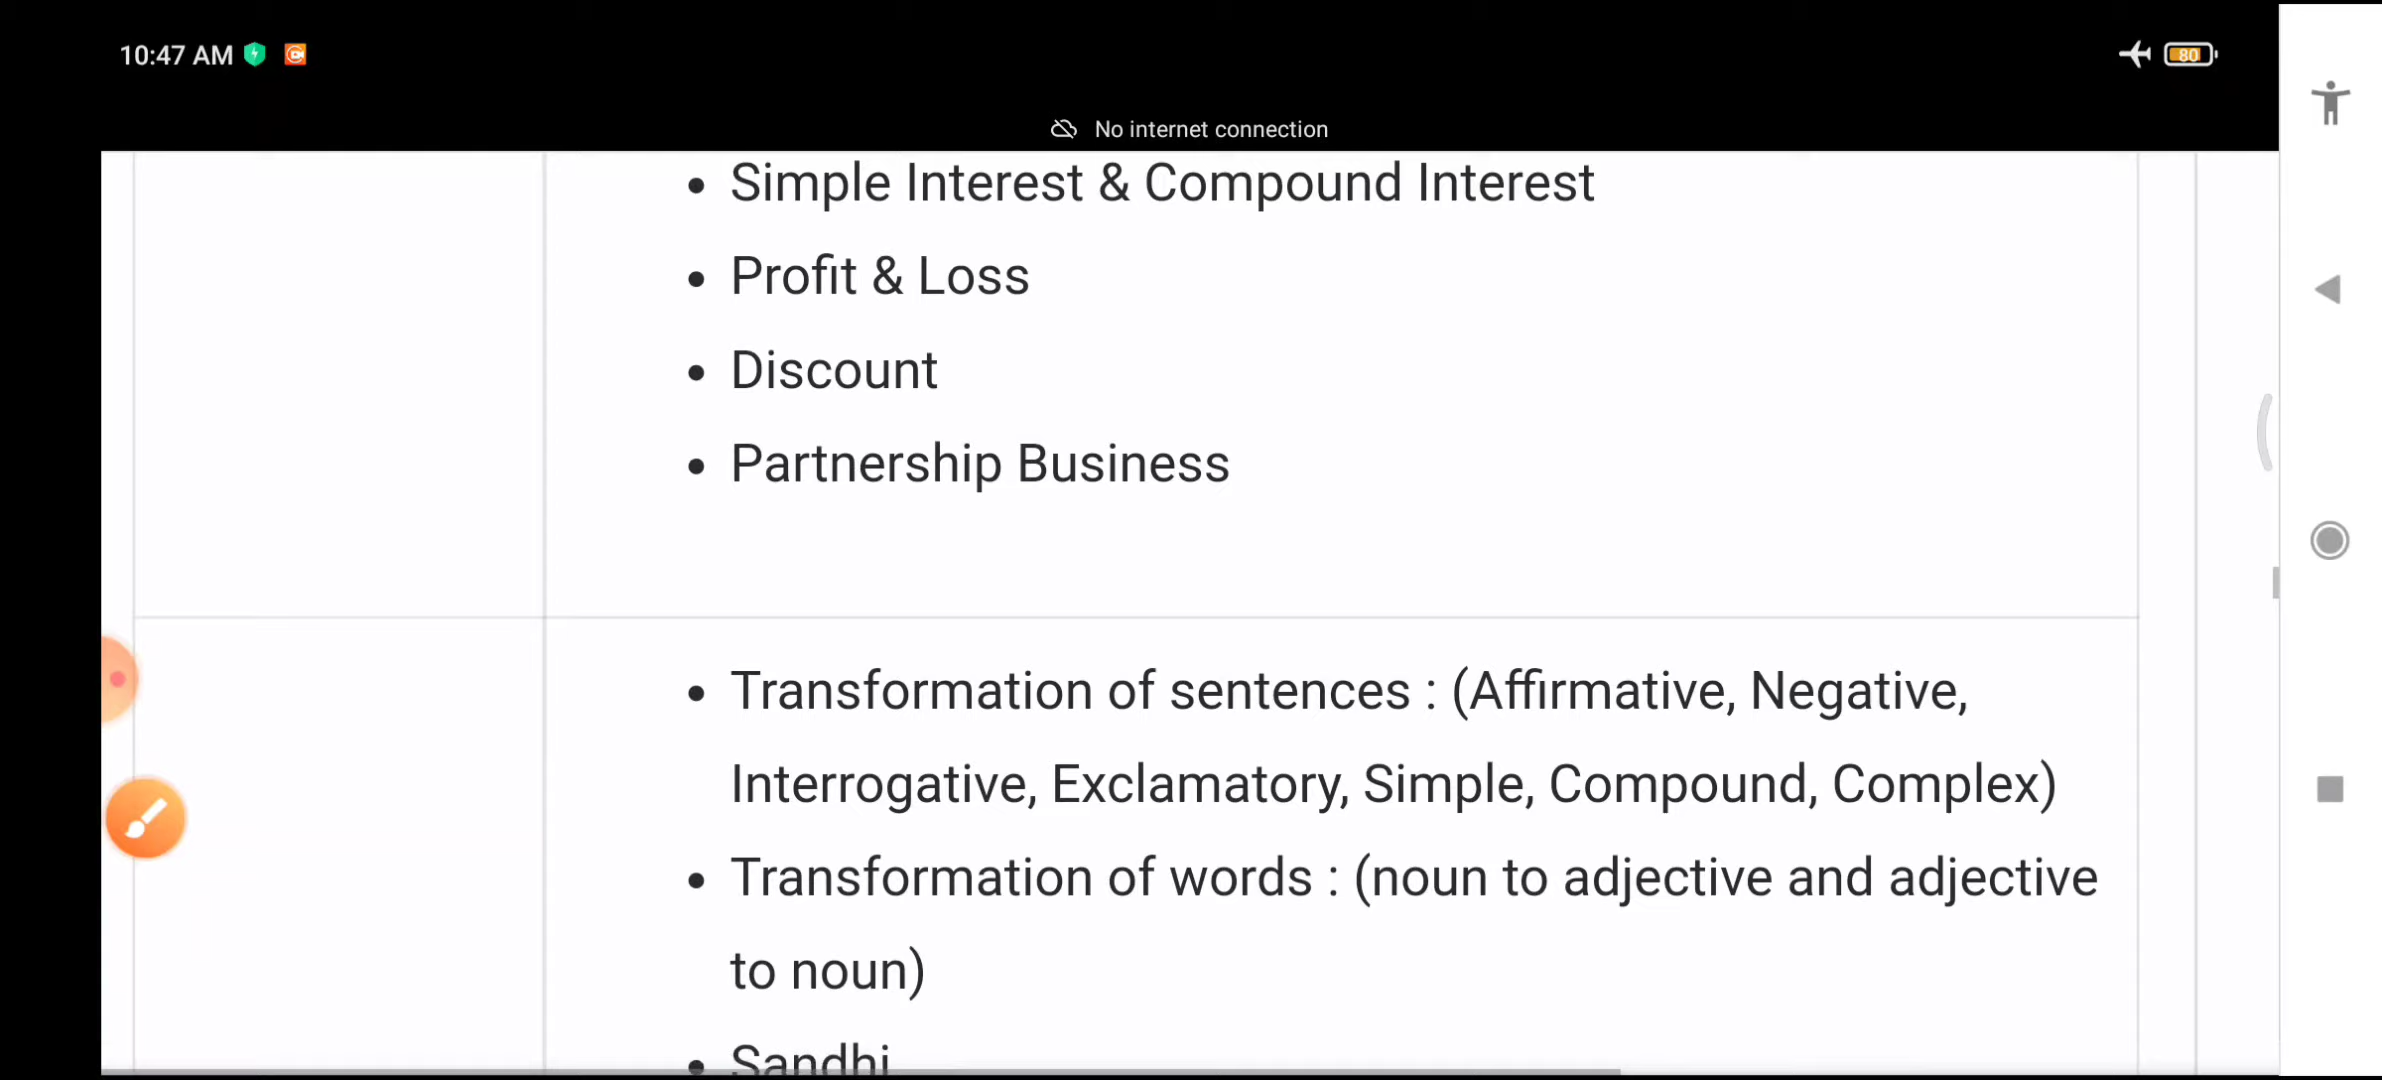 10:47 AM
80
No internet connection
• Simple Interest & Compound Interest
• Profit & Loss
• Discount
• Partnership Business
• Transformation of sentences : (Affirmative, Negative,
Interrogative, Exclamatory, Simple, Compound, Complex)
• Transformation of words : (noun to adjective and adjective
to noun)
• Sandhi